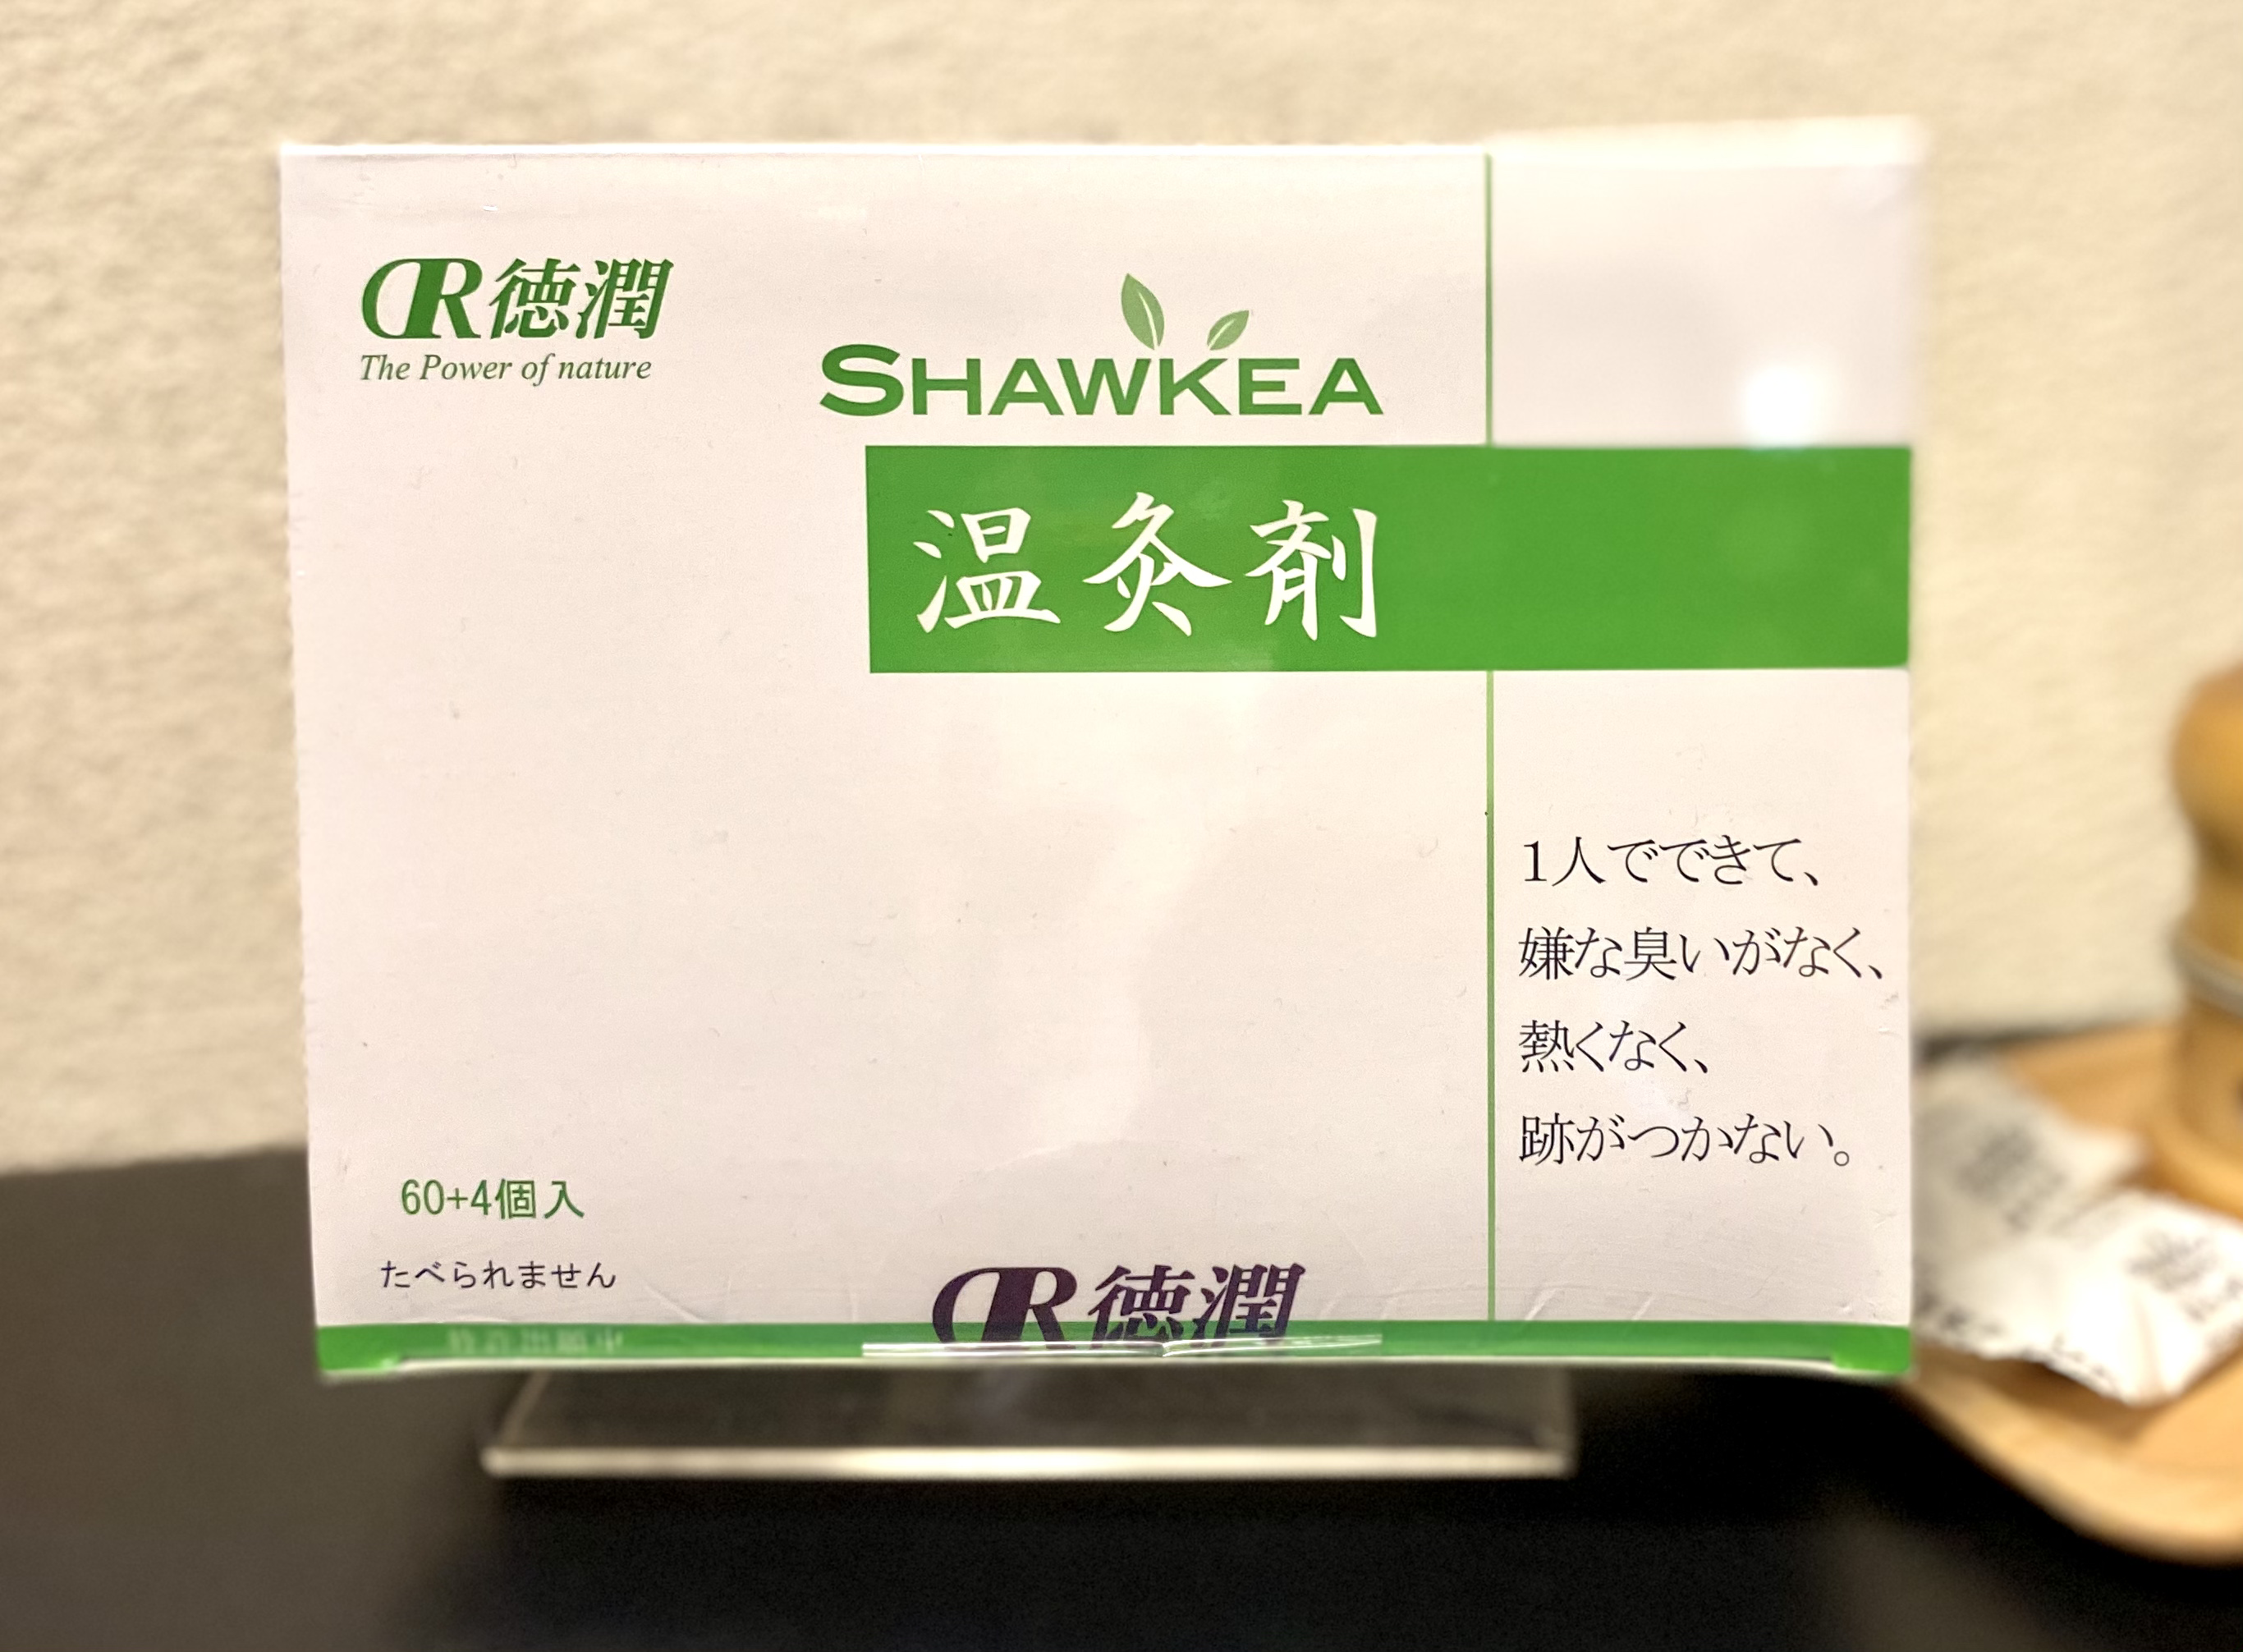 DR徳潤
The Power of nature
SHAWKEA
温灸剤
1人でできて、
嫌な臭いがなく、
熱くなく、
跡がつかない。
60+4個入
たべられません
DR徳潤